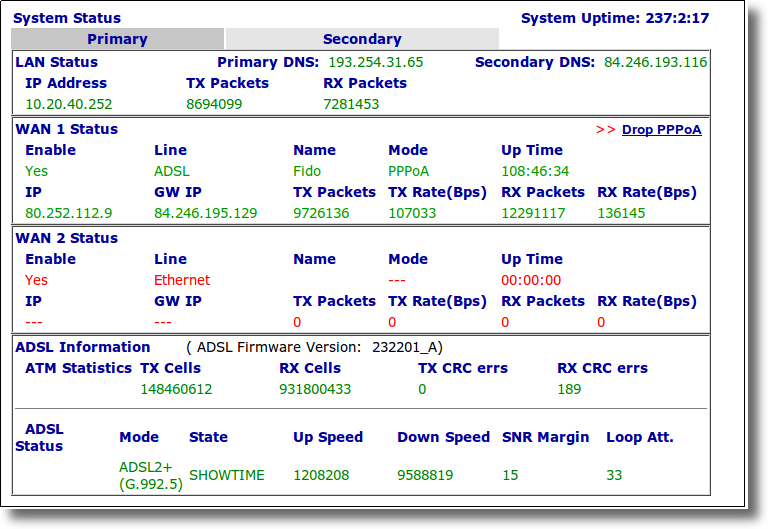 System Status System Uptime: 237:2:17
Primary Secondary
LAN Status Primary DNS: 193.254.31.65 Secondary DNS: 84.246.193.116
IP Address TX Packets RX Packets
10.20.40.252 8694099 7281453
WAN 1 Status >> Drop PPPoA
Enable Line Name Mode Up Time
Yes ADSL Fido PPPoA 108:46:34
IP GW IP TX Packets TX Rate(Bps) RX Packets RX Rate(Bps)
80.252.112.9 84.246.195.129 9726136 107033 12291117 136145
WAN 2 Status
Enable Line Name Mode Up Time
Yes Ethernet --- 00:00:00
IP GW IP TX Packets TX Rate(Bps) RX Packets RX Rate(Bps)
--- --- 0 0 0 0
ADSL Information ( ADSL Firmware Version: 232201_A)
ATM Statistics TX Cells RX Cells TX CRC errs RX CRC errs
148460612 931800433 0 189
ADSL
Status Mode State Up Speed Down Speed SNR Margin Loop Att.
ADSL2+
(G.992.5) SHOWTIME 1208208 9588819 15 33